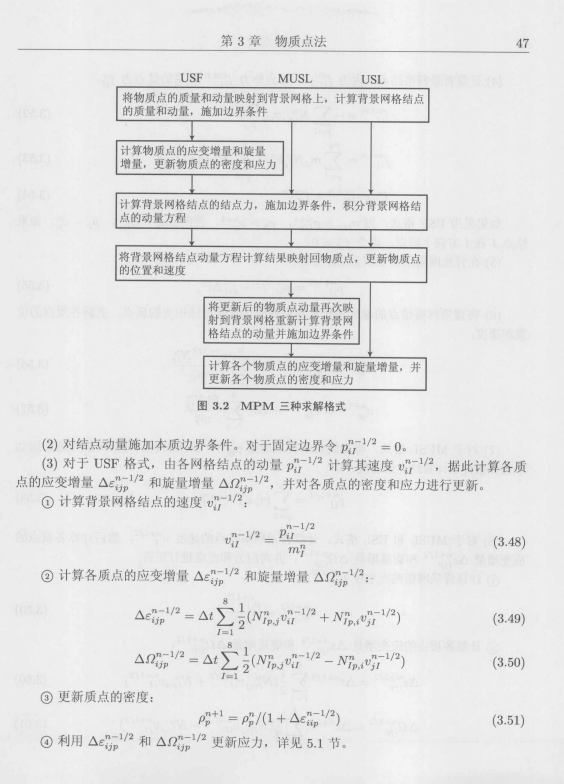 第 3 章 物质点法 47
USF MUSL USL
将物质点的质量和动量映射到背景网格上，计算背景网格结点
的质量和动量，施加边界条件
计算物质点的应变增量和旋量
增量，更新物质点的密度和应力
计算背景网格结点的结点力，施加边界条件，积分背景网格结
点的动量方程
将背景网格结点动量方程计算结果映射回物质点，更新物质点
的位置和速度
将更新后的物质点动量再次映
射到背景网格重新计算背景网
格结点的动量并施加边界条件
计算各个物质点的应变增量和旋量增量，并
更新各个物质点的密度和应力
图 3.2 MPM 三种求解格式
(2) 对结点动量施加本质边界条件。对于固定边界令 $p_{iI}^{n-1/2} = 0$。
(3) 对于 USF 格式，由各网格结点的动量 $p_{iI}^{n-1/2}$ 计算其速度 $v_{iI}^{n-1/2}$，据此计算各质
点的应变增量 $\Delta\varepsilon_{ijp}^{n-1/2}$ 和旋量增量 $\Delta\Omega_{ijp}^{n-1/2}$，并对各质点的密度和应力进行更新。
① 计算背景网格结点的速度 $v_{iI}^{n-1/2}$：
$v_{iI}^{n-1/2} = \frac{p_{iI}^{n-1/2}}{m_I^n}$ (3.48)
② 计算各质点的应变增量 $\Delta\varepsilon_{ijp}^{n-1/2}$ 和旋量增量 $\Delta\Omega_{ijp}^{n-1/2}$：
$\Delta\varepsilon_{ijp}^{n-1/2} = \Delta t \sum_{I=1}^{8} \frac{1}{2}(N_{Ip,j}^n v_{iI}^{n-1/2} + N_{Ip,i}^n v_{jI}^{n-1/2})$ (3.49)
$\Delta\Omega_{ijp}^{n-1/2} = \Delta t \sum_{I=1}^{8} \frac{1}{2}(N_{Ip,j}^n v_{iI}^{n-1/2} - N_{Ip,i}^n v_{jI}^{n-1/2})$ (3.50)
③ 更新质点的密度：
$\rho_p^{n+1} = \rho_p^n/(1 + \Delta\varepsilon_{iip}^{n-1/2})$ (3.51)
④ 利用 $\Delta\varepsilon_{ijp}^{n-1/2}$ 和 $\Delta\Omega_{ijp}^{n-1/2}$ 更新应力，详见 5.1 节。